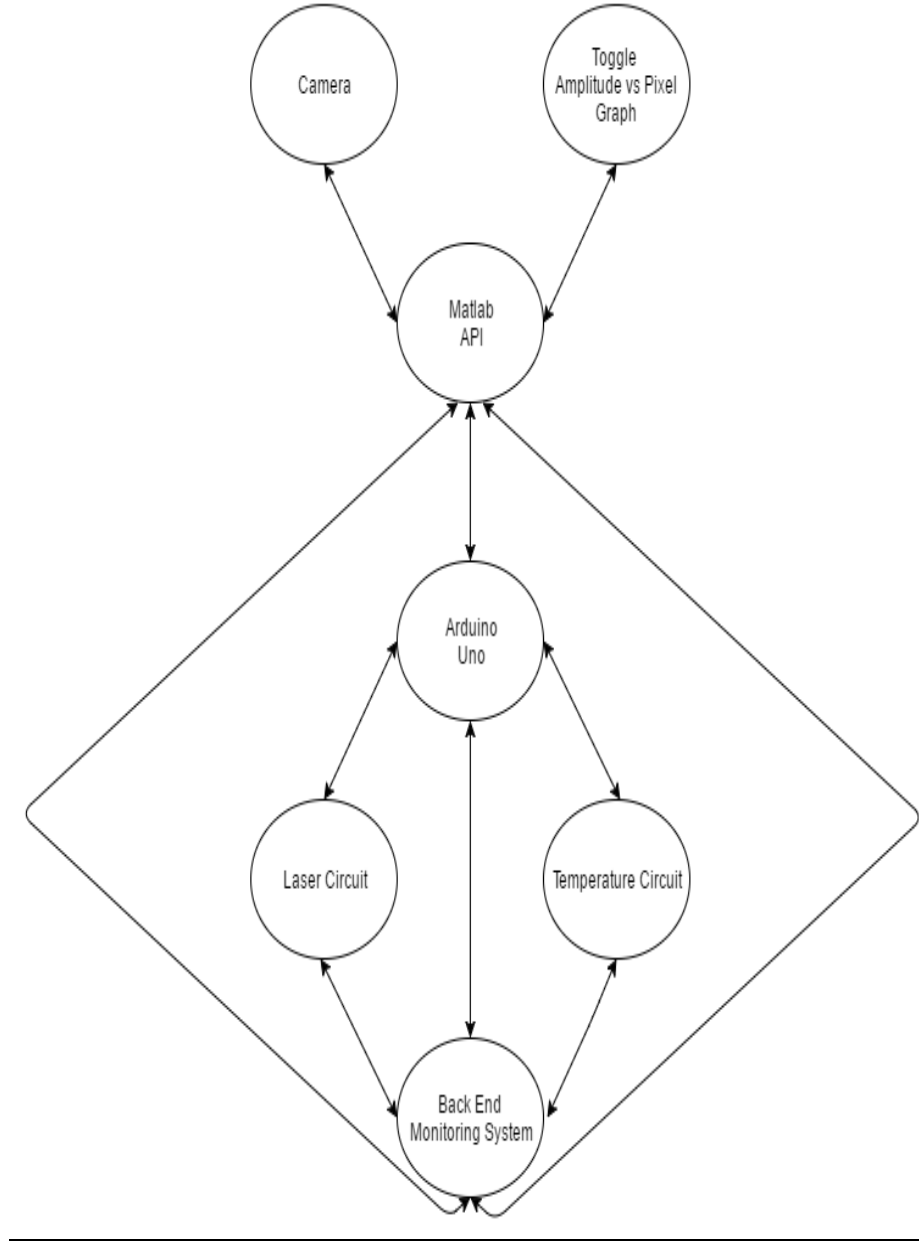 Camera
Toggle
Amplitude vs Pixel
Graph
Matlab
API
Arduino
Uno
Laser Circuit
Temperature Circuit
Back End
Monitoring System